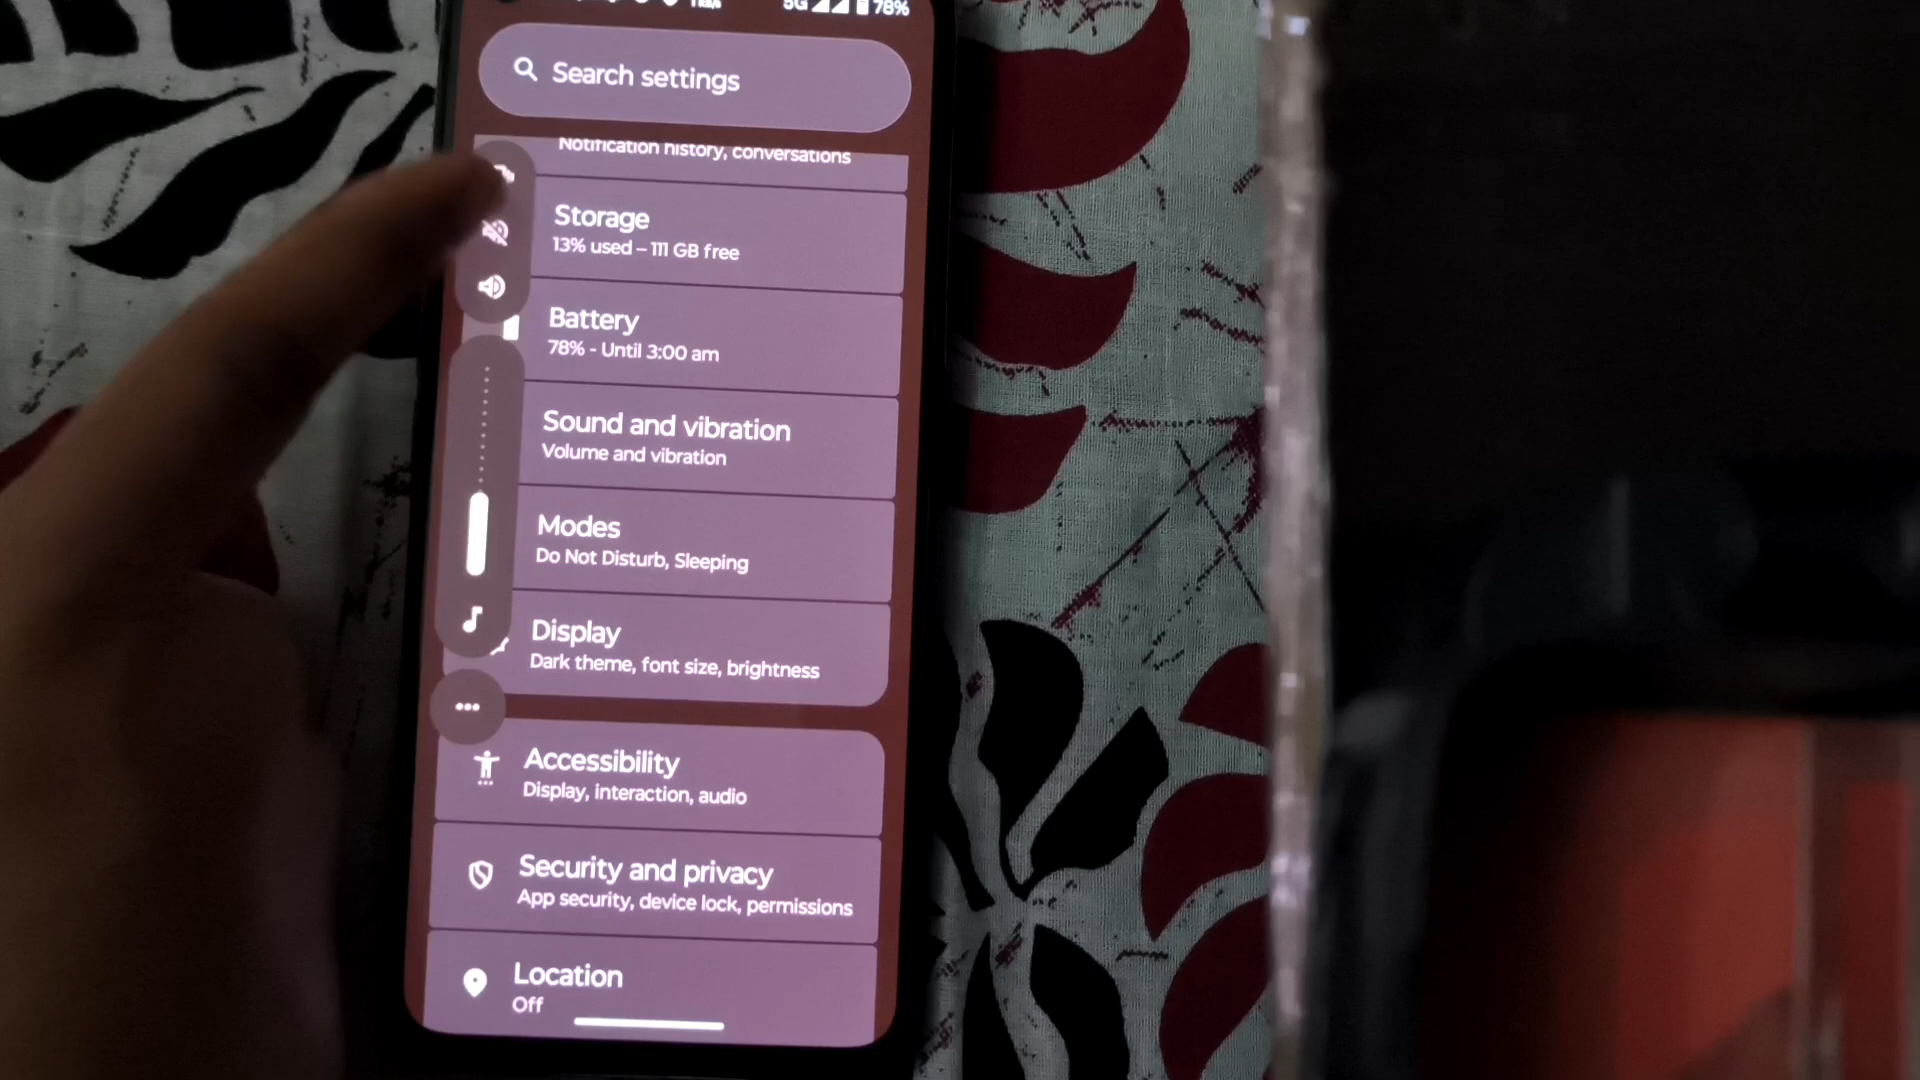 5G 78%
Search settings
Notification history, conversations
Storage
13% used – 111 GB free
Battery
78% - Until 3:00 am
Sound and vibration
Volume and vibration
Modes
Do Not Disturb, Sleeping
Display
Dark theme, font size, brightness
Accessibility
Display, interaction, audio
Security and privacy
App security, device lock, permissions
Location
Off